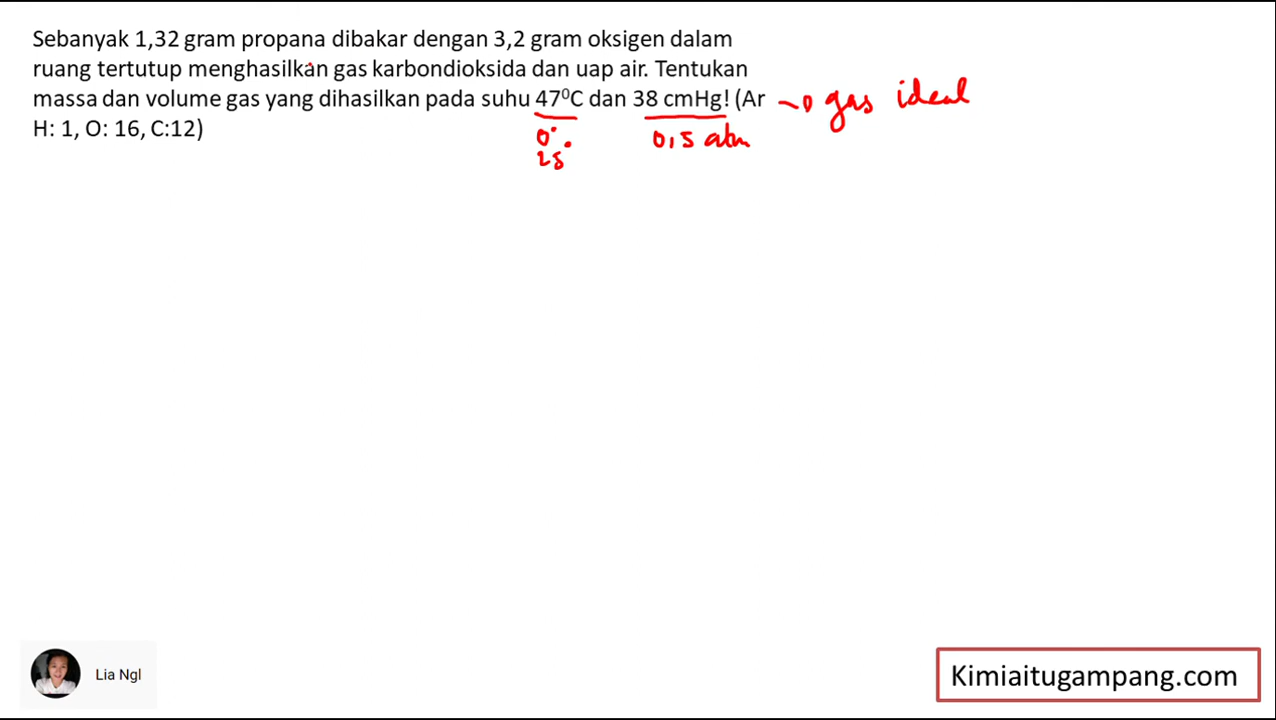 Sebanyak 1,32 gram propana dibakar dengan 3,2 gram oksigen dalam
ruang tertutup menghasilkan gas karbondioksida dan uap air. Tentukan
massa dan volume gas yang dihasilkan pada suhu 47⁰C dan 38 cmHg! (Ar
H: 1, O: 16, C:12)
gas ideal
0°
25
0,5 atm
Lia Ngl
Kimiaitugampang.com